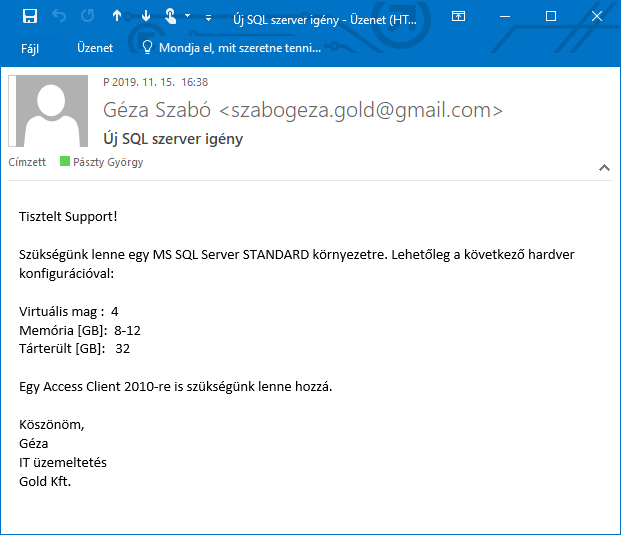 Új SQL szerver igény - Üzenet (HT...
Fájl Üzenet Mondja el, mit szeretne tenni...
P 2019. 11. 15. 16:38
Géza Szabó <szabogeza.gold@gmail.com>
Új SQL szerver igény
Címzett Pászty György
Tisztelt Support!
Szükségünk lenne egy MS SQL Server STANDARD környezetre. Lehetőleg a következő hardver
konfigurációval:
Virtuális mag : 4
Memória [GB]: 8-12
Tárterült [GB]: 32
Egy Access Client 2010-re is szükségünk lenne hozzá.
Köszönöm,
Géza
IT üzemeltetés
Gold Kft.